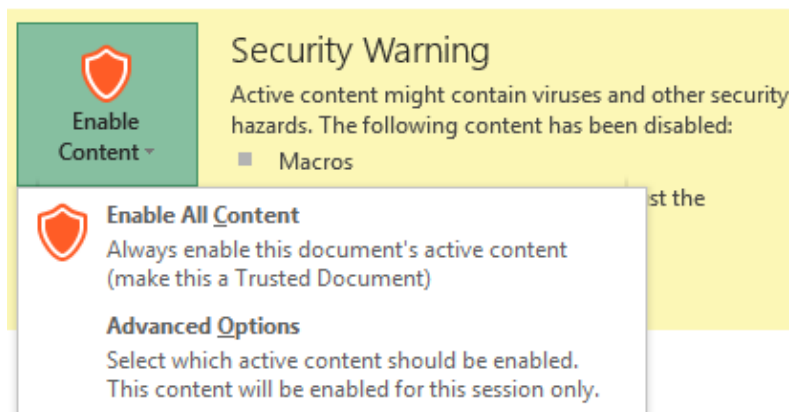 Security Warning
Active content might contain viruses and other security
hazards. The following content has been disabled:
Macros
Enable
Content
st the
Enable All Content
Always enable this document's active content
(make this a Trusted Document)
Advanced Options
Select which active content should be enabled.
This content will be enabled for this session only.